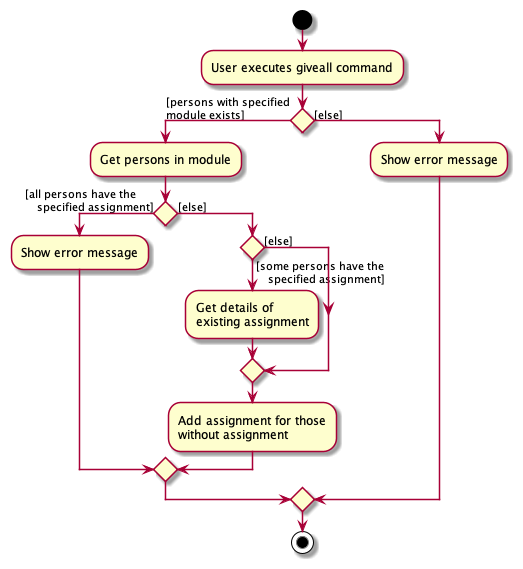 User executes giveall command
[persons with specified
module exists]
[else]
Get persons in module
Show error message
[all persons have the
specified assignment]
[else]
Show error message
[else]
[some persons have the
specified assignment]
Get details of
existing assignment
Add assignment for those
without assignment